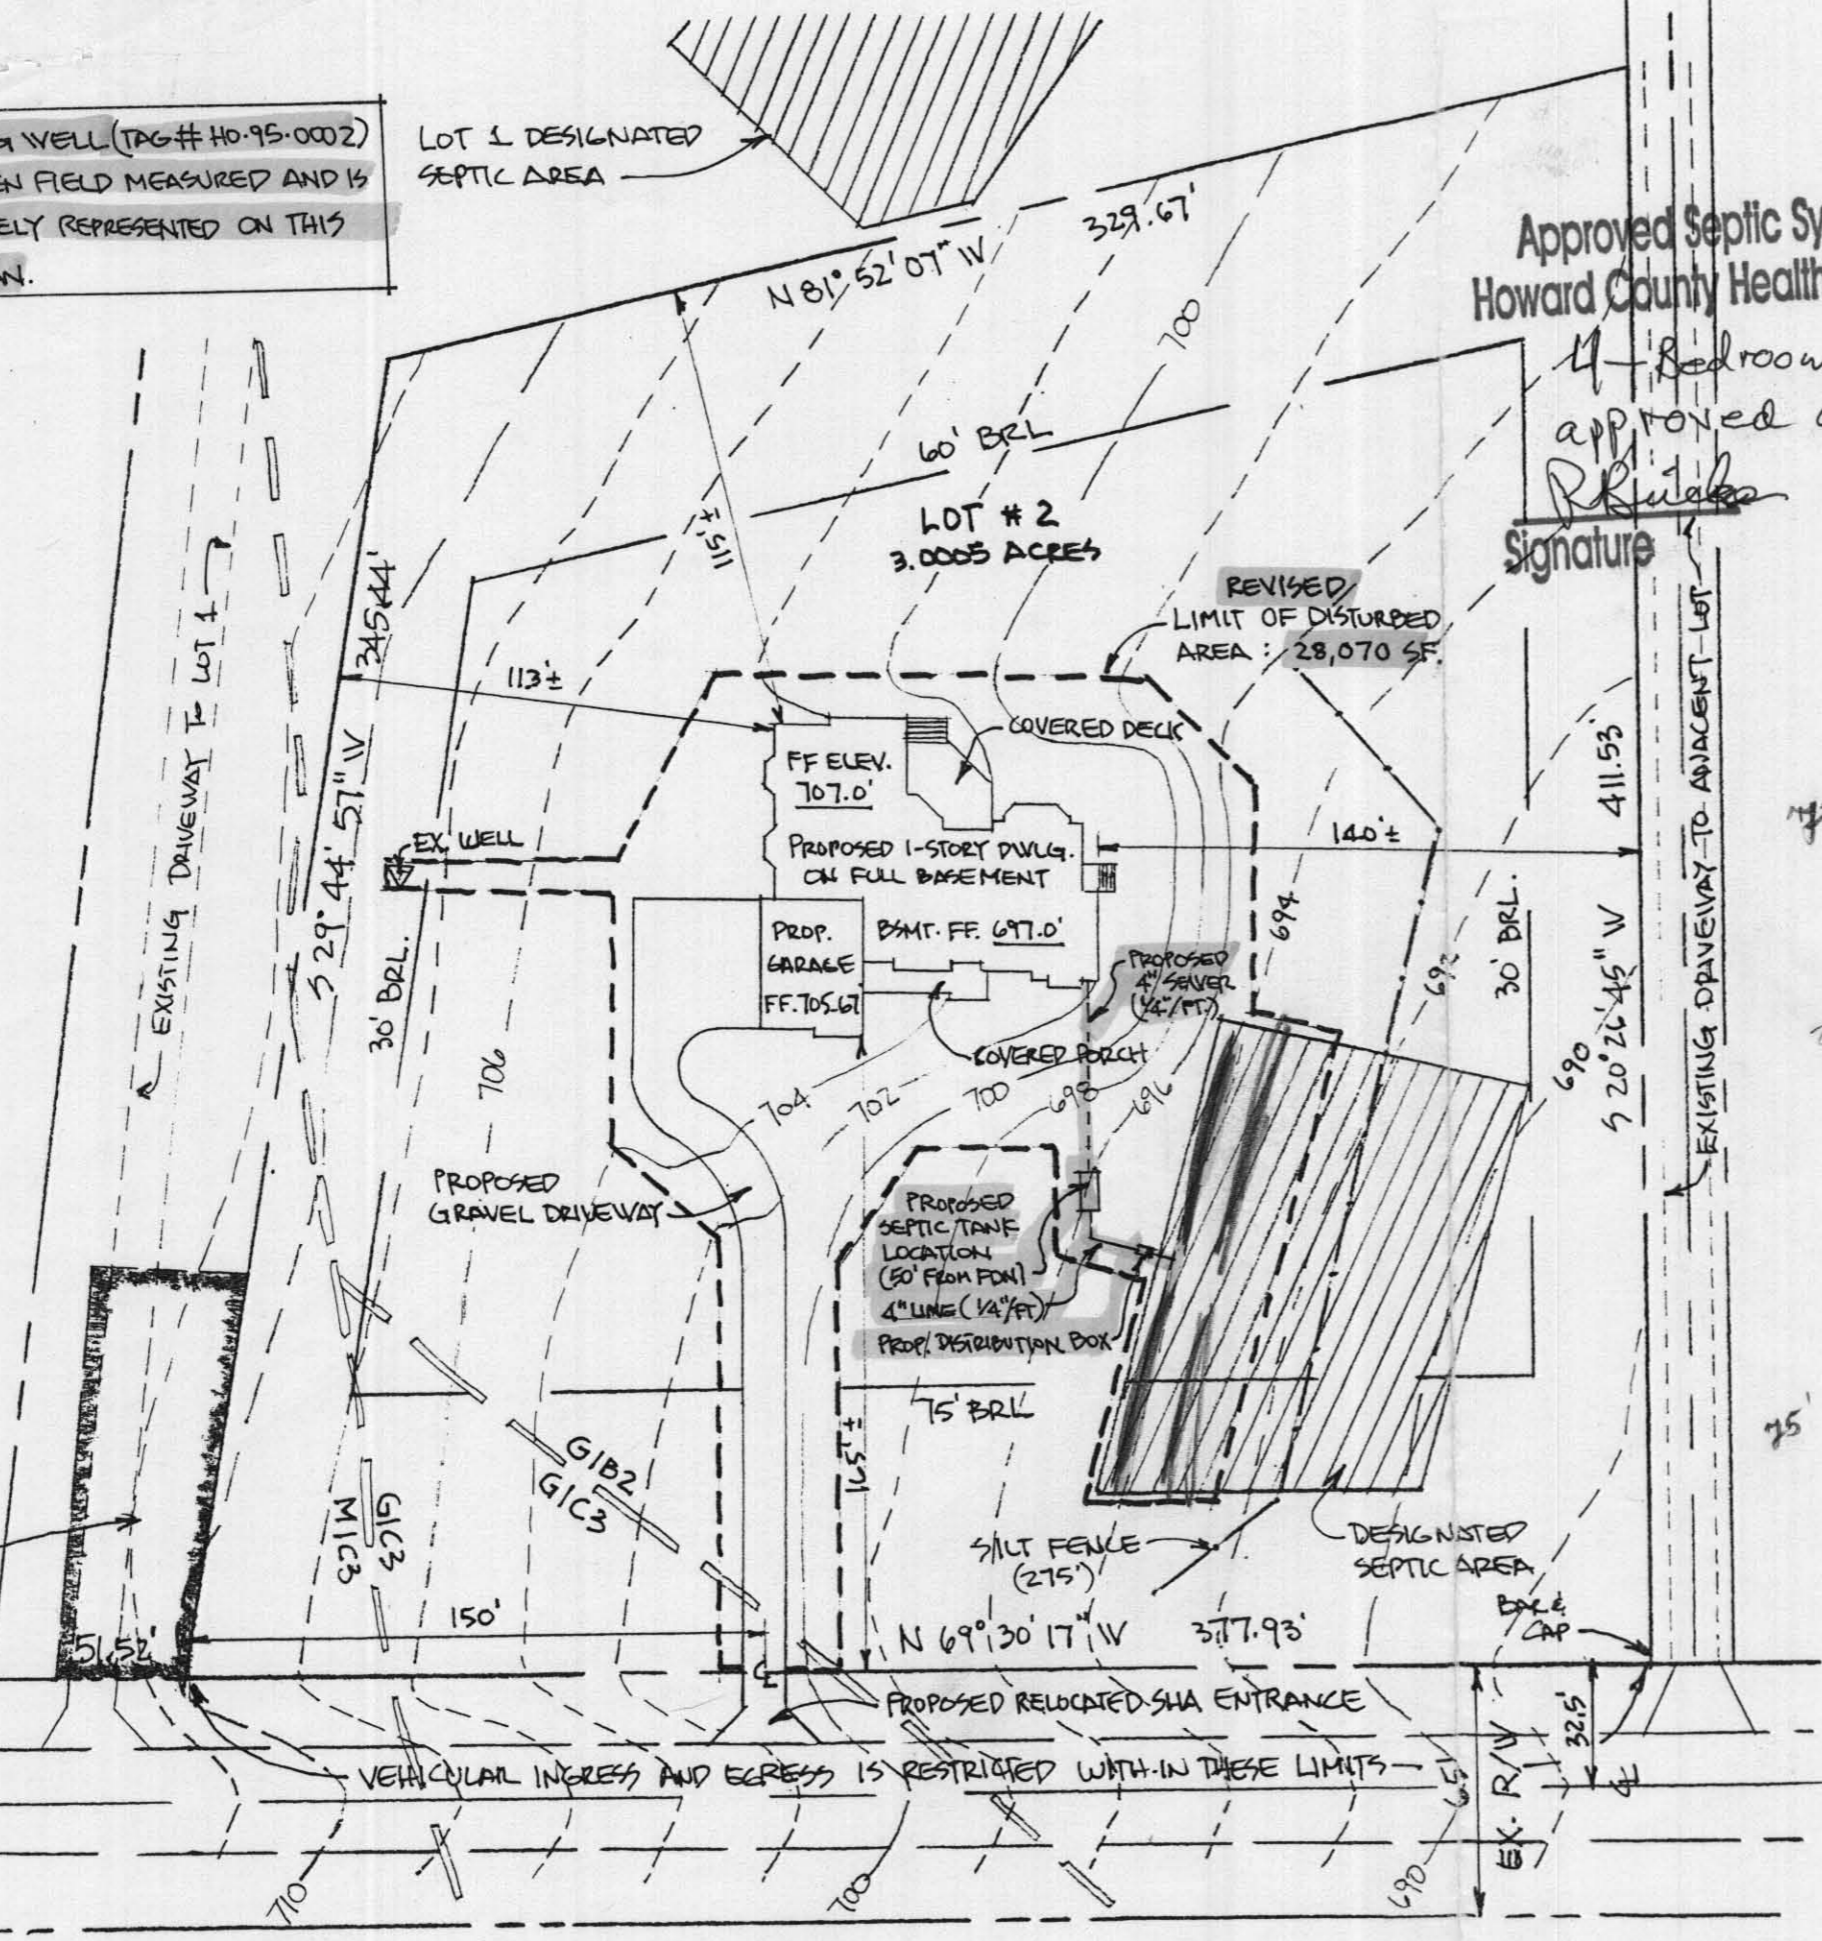 G WELL (TAG # HO-95-0002)
EN FIELD MEASURED AND IS
ELY REPRESENTED ON THIS
AN.
LOT 1 DESIGNATED
SEPTIC AREA
N 81° 52' 07" W
329.67'
Approved Septic Sy
Howard County Health
4-Bedroom
approved
Signature
700
60' BRL
LOT # 2
3.0005 ACRES
115'±
345.44'
S 29° 44' 57" W
EXISTING DRIVEWAY TO LOT 1
REVISED
LIMIT OF DISTURBED
AREA : 28,070 SF.
113'±
COVERED DECK
FF ELEV.
707.0'
PROPOSED 1-STORY DWLG.
ON FULL BASEMENT
EX. WELL
140'±
411.53'
S 20° 26' 45" W
EXISTING DRAVEWAY TO ADJACENT LOT
30' BRL.
PROP.
GARAGE
FF. 705.67
BSMT. FF. 697.0'
PROPOSED
4" SEWER
(1/4"/FT.)
694
692
30' BRL.
690
COVERED PORCH
706
704
702
700
698
696
PROPOSED
GRAVEL DRIVEWAY
PROPOSED
SEPTIC TANK
LOCATION
(50' FROM FDN)
4" LINE (1/4"/FT)
PROP. DISTRIBUTION BOX
75' BRL
75'
165'±
G1B2
G1C3
G1C3
M1C3
SILT FENCE
(275')
DESIGNATED
SEPTIC AREA
BAR &
CAP
51.52'
150'
N 69° 30' 17" W
377.93'
PROPOSED RELOCATED SHA ENTRANCE
VEHICULAR INGRESS AND EGRESS IS RESTRICTED WITH-IN THESE LIMITS
EX. R/W
32.5'
710
700
690